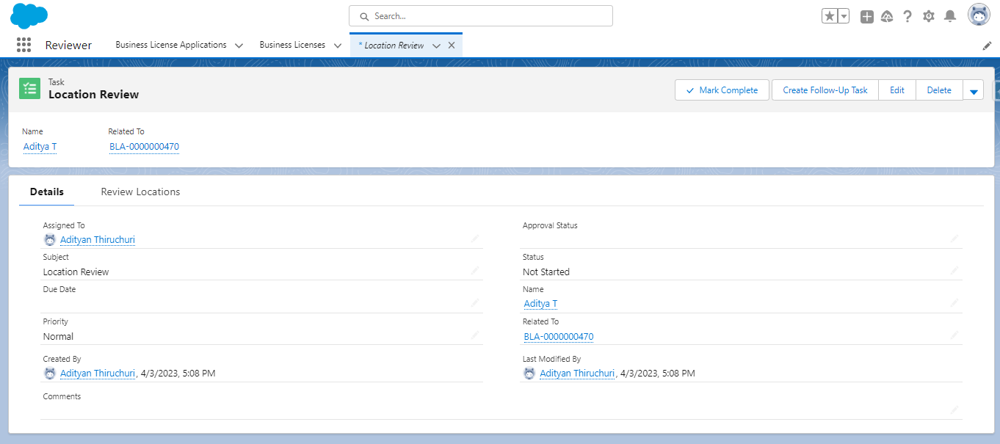 Search...
Reviewer
Business License Applications
Business Licenses
* Location Review
Task
Location Review
Mark Complete
Create Follow-Up Task
Edit
Delete
Name
Related To
Aditya T
BLA-0000000470
Details
Review Locations
Assigned To
Adityan Thiruchuri
Approval Status
Subject
Location Review
Status
Not Started
Due Date
Name
Aditya T
Priority
Normal
Related To
BLA-0000000470
Created By
Adityan Thiruchuri, 4/3/2023, 5:08 PM
Last Modified By
Adityan Thiruchuri, 4/3/2023, 5:08 PM
Comments